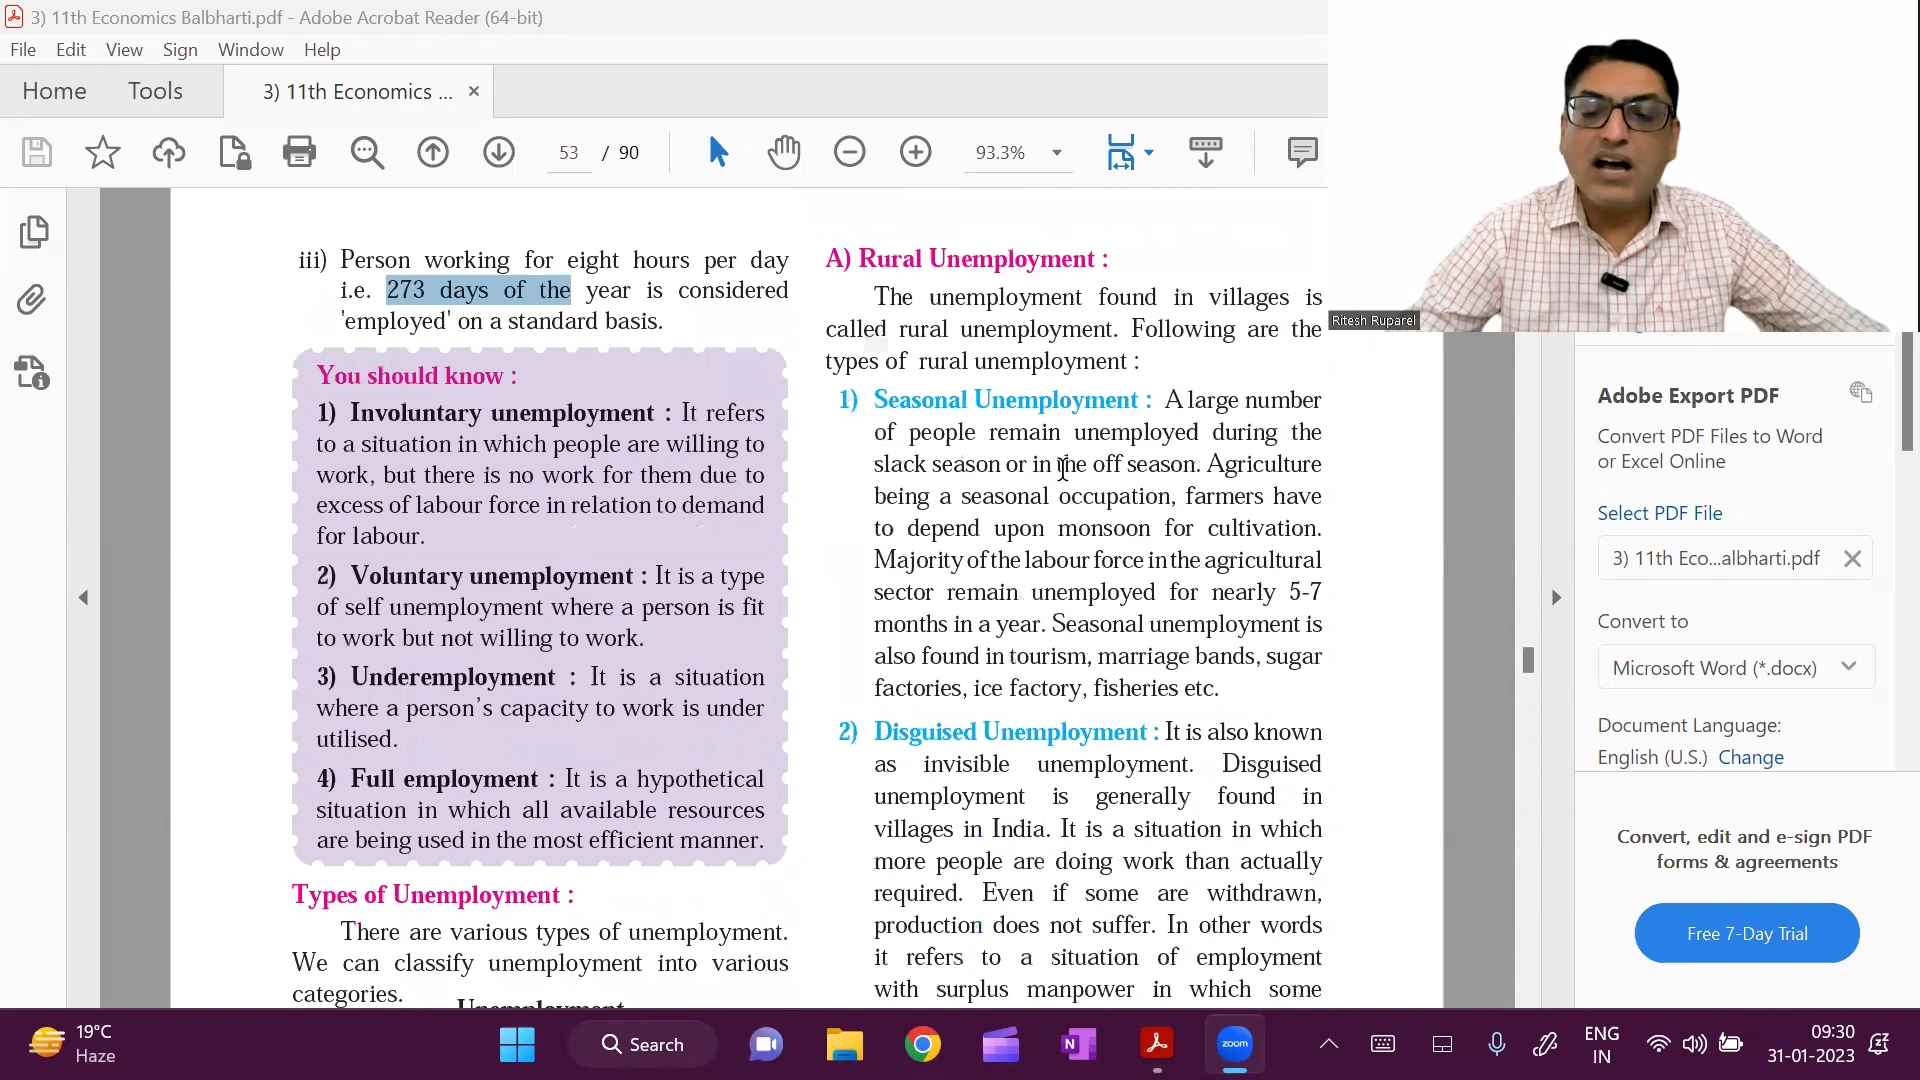 3) 11th Economics Balbharti.pdf - Adobe Acrobat Reader (64-bit)
File Edit View Sign Window Help
Home Tools 3) 11th Economics ... ×
53 / 90 93.3%
iii) Person working for eight hours per day
i.e. 273 days of the year is considered
'employed' on a standard basis.
You should know :
1) Involuntary unemployment : It refers
to a situation in which people are willing to
work, but there is no work for them due to
excess of labour force in relation to demand
for labour.
2) Voluntary unemployment : It is a type
of self unemployment where a person is fit
to work but not willing to work.
3) Underemployment : It is a situation
where a person's capacity to work is under
utilised.
4) Full employment : It is a hypothetical
situation in which all available resources
are being used in the most efficient manner.
Types of Unemployment :
There are various types of unemployment.
We can classify unemployment into various
categories.
Unemployment
A) Rural Unemployment :
The unemployment found in villages is
called rural unemployment. Following are the
types of rural unemployment :
1) Seasonal Unemployment : A large number
of people remain unemployed during the
slack season or in the off season. Agriculture
being a seasonal occupation, farmers have
to depend upon monsoon for cultivation.
Majority of the labour force in the agricultural
sector remain unemployed for nearly 5-7
months in a year. Seasonal unemployment is
also found in tourism, marriage bands, sugar
factories, ice factory, fisheries etc.
2) Disguised Unemployment : It is also known
as invisible unemployment. Disguised
unemployment is generally found in
villages in India. It is a situation in which
more people are doing work than actually
required. Even if some are withdrawn,
production does not suffer. In other words
it refers to a situation of employment
with surplus manpower in which some
Ritesh Ruparel
Adobe Export PDF
Convert PDF Files to Word
or Excel Online
Select PDF File
3) 11th Eco...albharti.pdf
Convert to
Microsoft Word (*.docx)
Document Language:
English (U.S.) Change
Convert, edit and e-sign PDF
forms & agreements
Free 7-Day Trial
19°C
Haze
Search
N
zoom
ENG
IN
09:30
31-01-2023